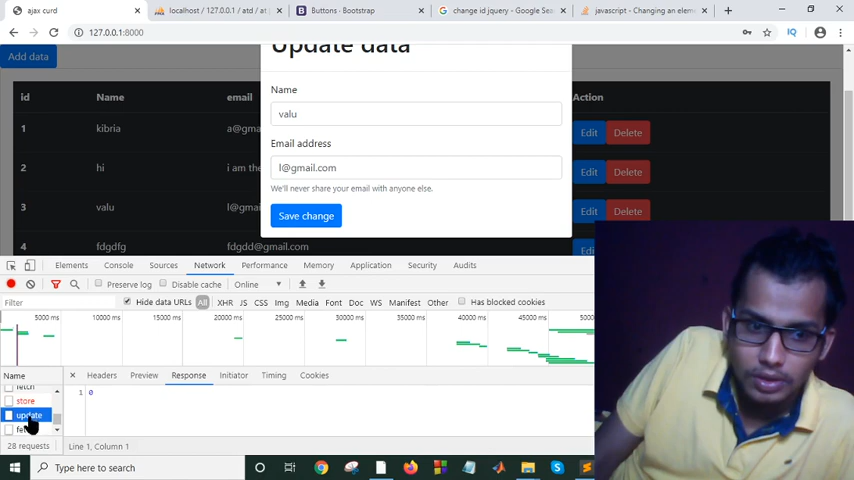 ajax curd
localhost / 127.0.0.1 / atd / at
Buttons · Bootstrap
change id jquery - Google Sea
javascript - Changing an elem
127.0.0.1:8000
Add data
Update data
id Name email Action
Name
valu
Email address
l@gmail.com
We'll never share your email with anyone else.
Save change
1 kibria a@gma Edit Delete
2 hi i am the Edit Delete
3 valu l@gmai Edit Delete
4 fdgdfg fdgdd@gmail.com Edit
Elements Console Sources Network Performance Memory Application Security Audits
Preserve log Disable cache Online
Filter Hide data URLs All XHR JS CSS Img Media Font Doc WS Manifest Other Has blocked cookies
5000 ms 10000 ms 15000 ms 20000 ms 25000 ms 30000 ms 35000 ms 40000 ms 45000 ms 5000
Name Headers Preview Response Initiator Timing Cookies
fetch
store
update
1 0
28 requests Line 1, Column 1
Type here to search